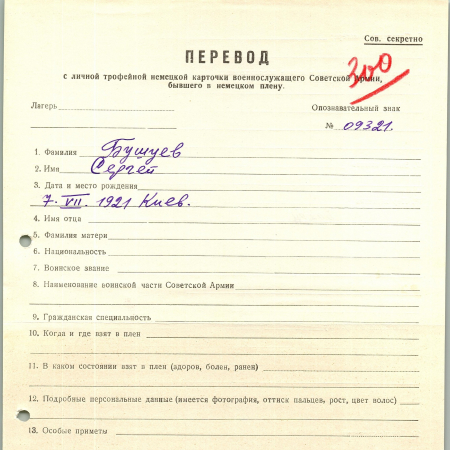 Сов. секретно
ПЕРЕВОД
300
с личной трофейной немецкой карточки военнослужащего Советской Армии,
бывшего в немецком плену.
Лагерь
Опознавательный знак
№ 09321.
1. Фамилия Бушуев
2. Имя Сергей
3. Дата и место рождения
7. VII. 1921 Киев.
4. Имя отца
5. Фамилия матери
6. Национальность
7. Воинское звание
8. Наименование воинской части Советской Армии
9. Гражданская специальность
10. Когда и где взят в плен
11. В каком состоянии взят в плен (здоров, болен, ранен)
12. Подробные персональные данные (имеется фотография, оттиск пальцев, рост, цвет волос)
13. Особые приметы